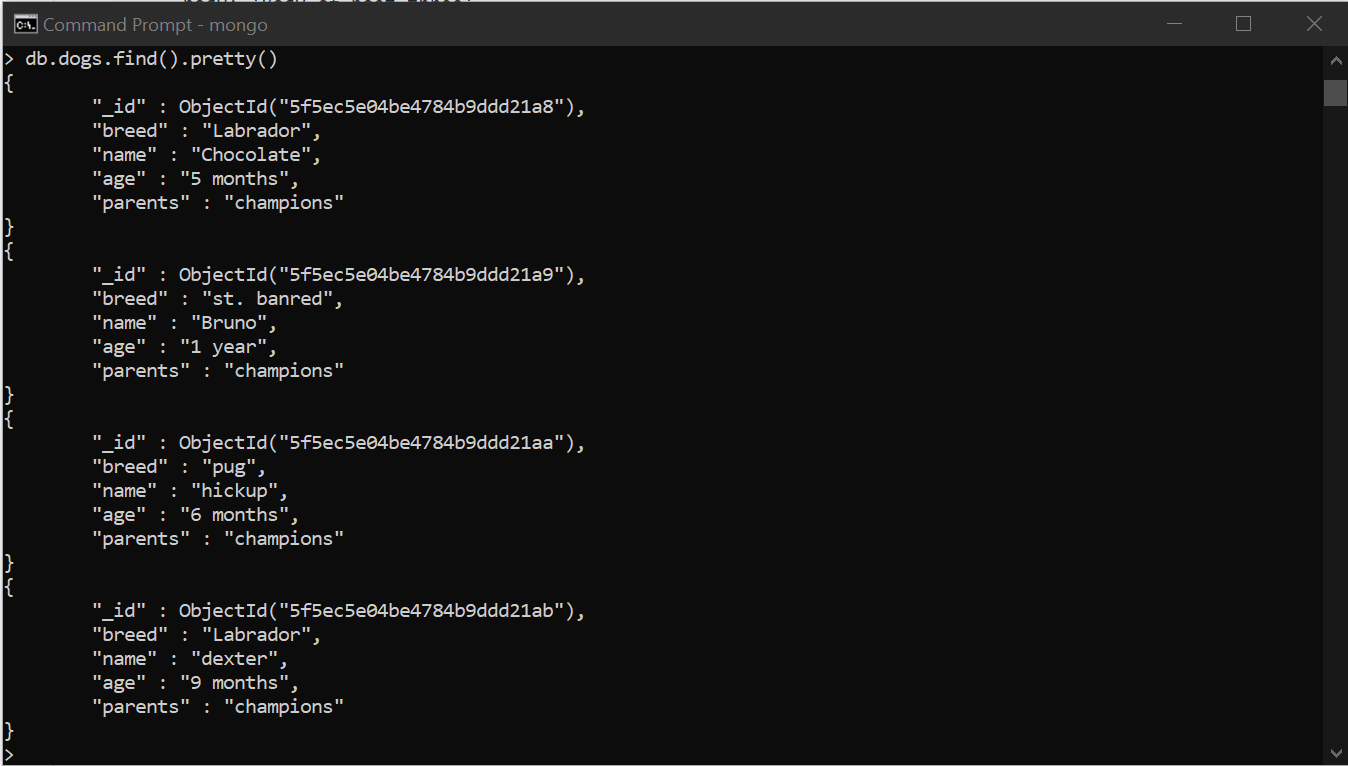 Command Prompt - mongo
> db.dogs.find().pretty()
{
"_id" : ObjectId("5f5ec5e04be4784b9ddd21a8"),
"breed" : "Labrador",
"name" : "Chocolate",
"age" : "5 months",
"parents" : "champions"
}
{
"_id" : ObjectId("5f5ec5e04be4784b9ddd21a9"),
"breed" : "st. banred",
"name" : "Bruno",
"age" : "1 year",
"parents" : "champions"
}
{
"_id" : ObjectId("5f5ec5e04be4784b9ddd21aa"),
"breed" : "pug",
"name" : "hickup",
"age" : "6 months",
"parents" : "champions"
}
{
"_id" : ObjectId("5f5ec5e04be4784b9ddd21ab"),
"breed" : "Labrador",
"name" : "dexter",
"age" : "9 months",
"parents" : "champions"
}
>